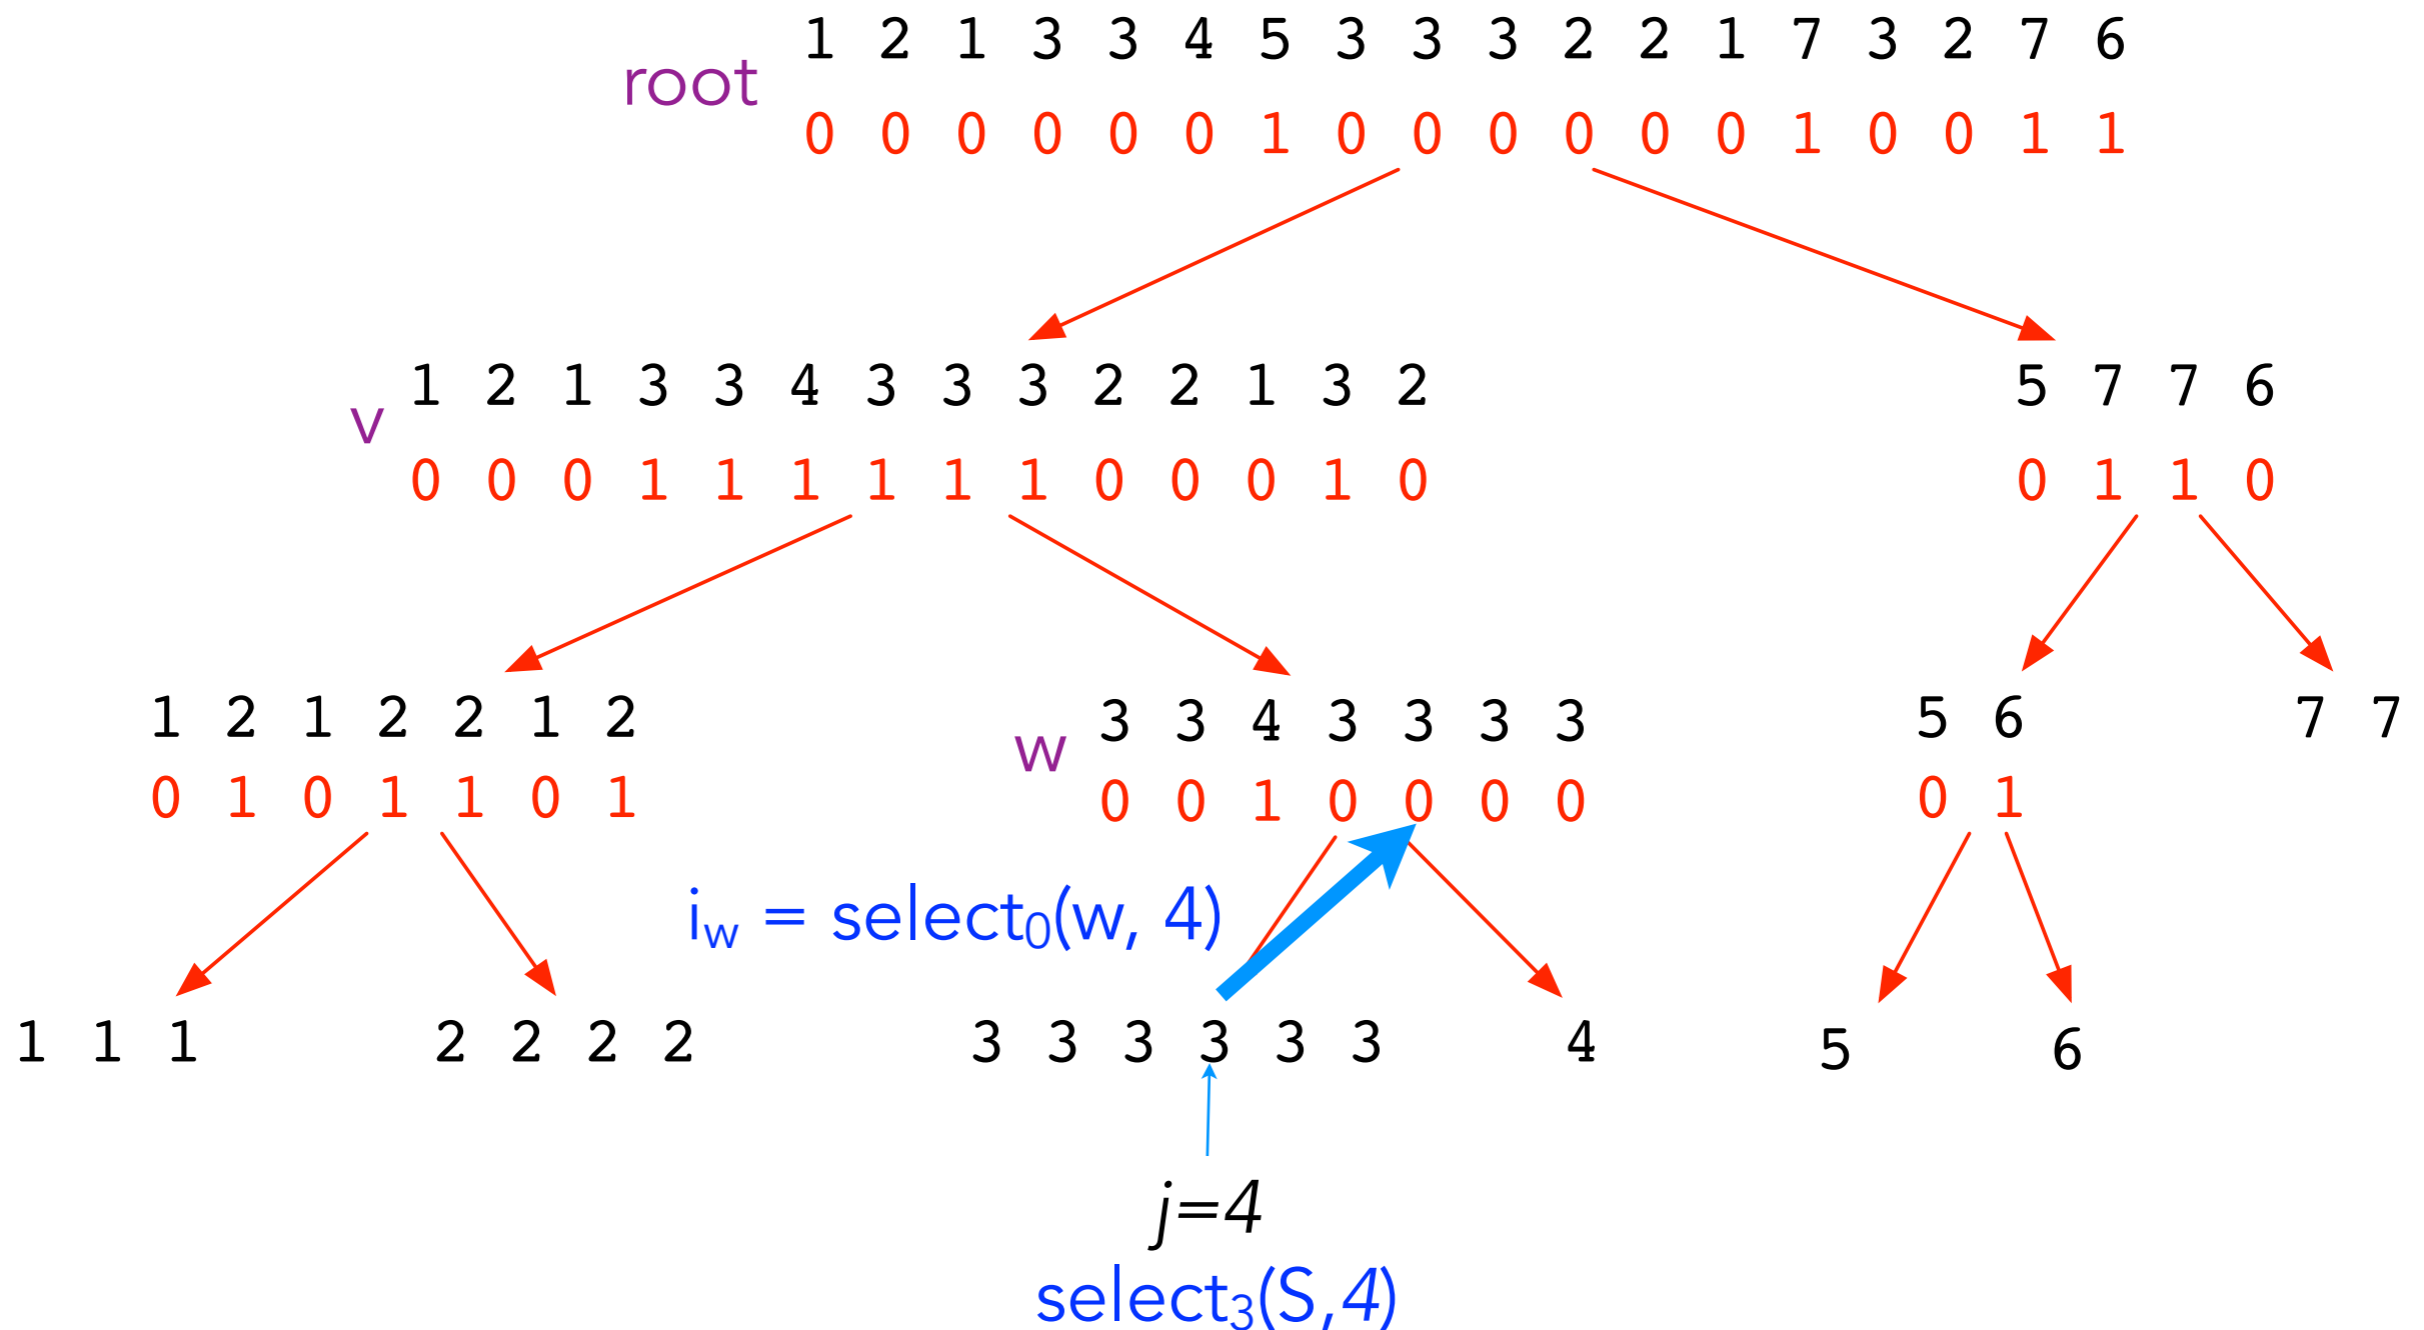 1 2 1 3 3 4 5 3 3 3 2 2 1 7 3 2 7 6
root
0 0 0 0 0 0 1 0 0 0 0 0 0 1 0 0 1 1
1 2 1 3 3 4 3 3 3 2 2 1 3 2
v
0 0 0 1 1 1 1 1 1 0 0 0 1 0
5 7 7 6
0 1 1 0
1 2 1 2 2 1 2
0 1 0 1 1 0 1
3 3 4 3 3 3 3
w
0 0 1 0 0 0 0
5 6
0 1
7 7
i_w = select_0(w, 4)
1 1 1
2 2 2 2
3 3 3 3 3 3
4
5
6
j=4
select_3(S,4)